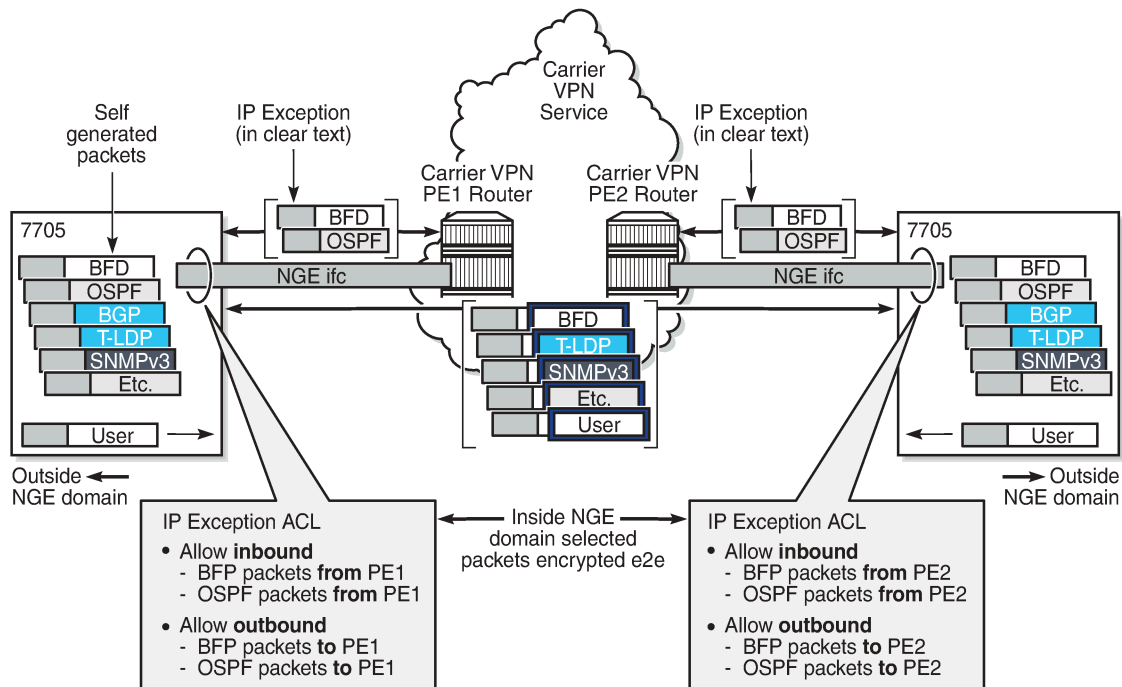 Carrier
VPN
Service
Self
generated
packets
IP Exception
(in clear text)
IP Exception
(in clear text)
Carrier VPN
PE1 Router
Carrier VPN
PE2 Router
BFD
OSPF
BFD
OSPF
7705
BFD
OSPF
BGP
T-LDP
SNMPv3
Etc.
User
NGE ifc
NGE ifc
BFD
T-LDP
SNMPv3
Etc.
User
7705
BFD
OSPF
BGP
T-LDP
SNMPv3
Etc.
User
Outside
NGE domain
Outside
NGE domain
IP Exception ACL
• Allow inbound
- BFP packets from PE1
- OSPF packets from PE1
• Allow outbound
- BFP packets to PE1
- OSPF packets to PE1
Inside NGE
domain selected
packets encrypted e2e
IP Exception ACL
• Allow inbound
- BFP packets from PE2
- OSPF packets from PE2
• Allow outbound
- BFP packets to PE2
- OSPF packets to PE2